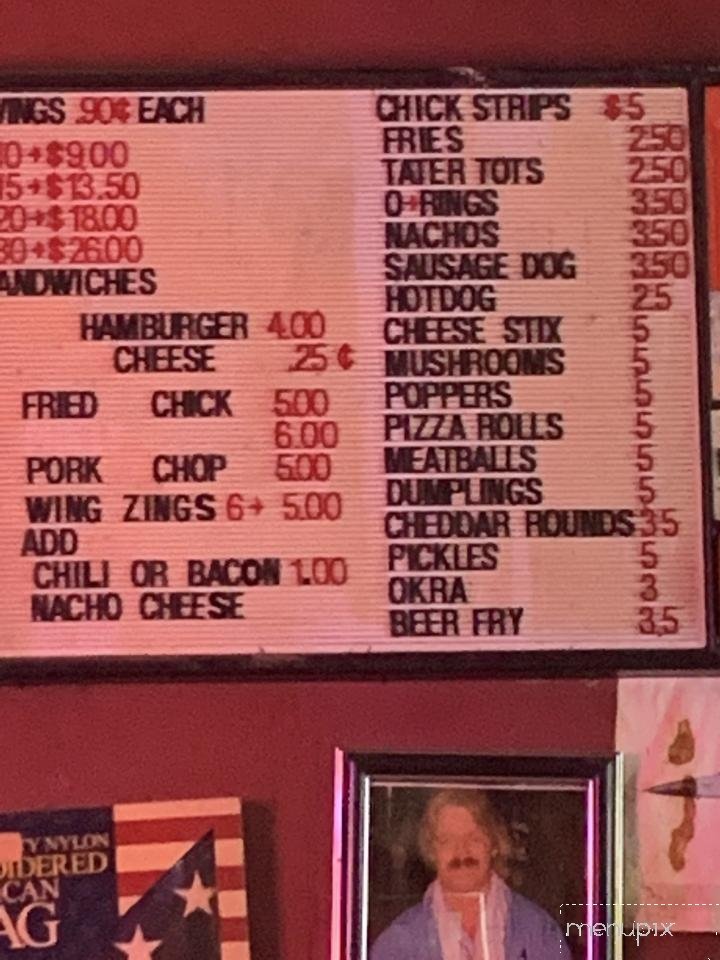 WINGS .90¢ EACH
10+$9.00
15+$13.50
20+$18.00
30+$26.00
SANDWICHES
HAMBURGER 4.00
CHEESE .25 ¢
FRIED CHICK 5.00
6.00
PORK CHOP 5.00
WING ZINGS 6+ 5.00
ADD
CHILI OR BACON 1.00
NACHO CHEESE
CHICK STRIPS $5
FRIES 2.50
TATER TOTS 2.50
O+RINGS 3.50
NACHOS 3.50
SAUSAGE DOG 3.50
HOTDOG 2.5
CHEESE STIX 5
MUSHROOMS 5
POPPERS 5
PIZZA ROLLS 5
MEATBALLS 5
DUMPLINGS 5
CHEDDAR ROUNDS 3.5
PICKLES 5
OKRA 3
BEER FRY 3.5
TY NYLON
OIDERED
ICAN
AG
menupix